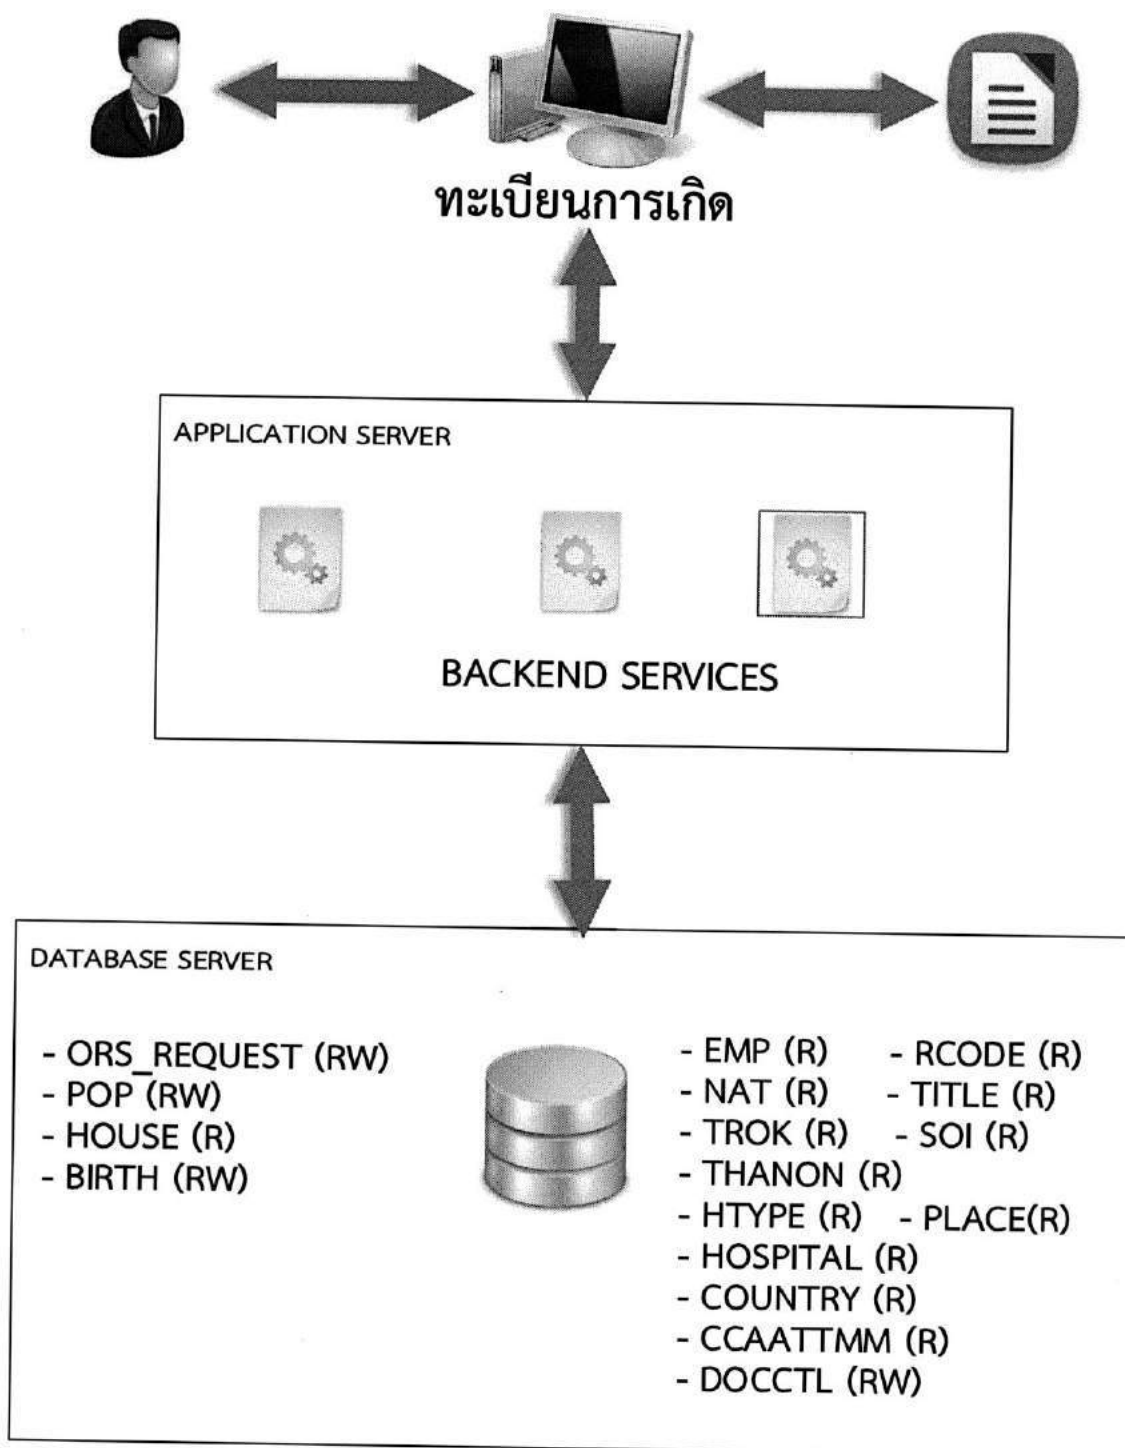 ทะเบียนการเกิด
APPLICATION SERVER
BACKEND SERVICES
DATABASE SERVER
- ORS_REQUEST (RW)
- POP (RW)
- HOUSE (R)
- BIRTH (RW)
- EMP (R) - RCODE (R)
- NAT (R) - TITLE (R)
- TROK (R) - SOI (R)
- THANON (R)
- HTYPE (R) - PLACE(R)
- HOSPITAL (R)
- COUNTRY (R)
- CCAATTMM (R)
- DOCCTL (RW)